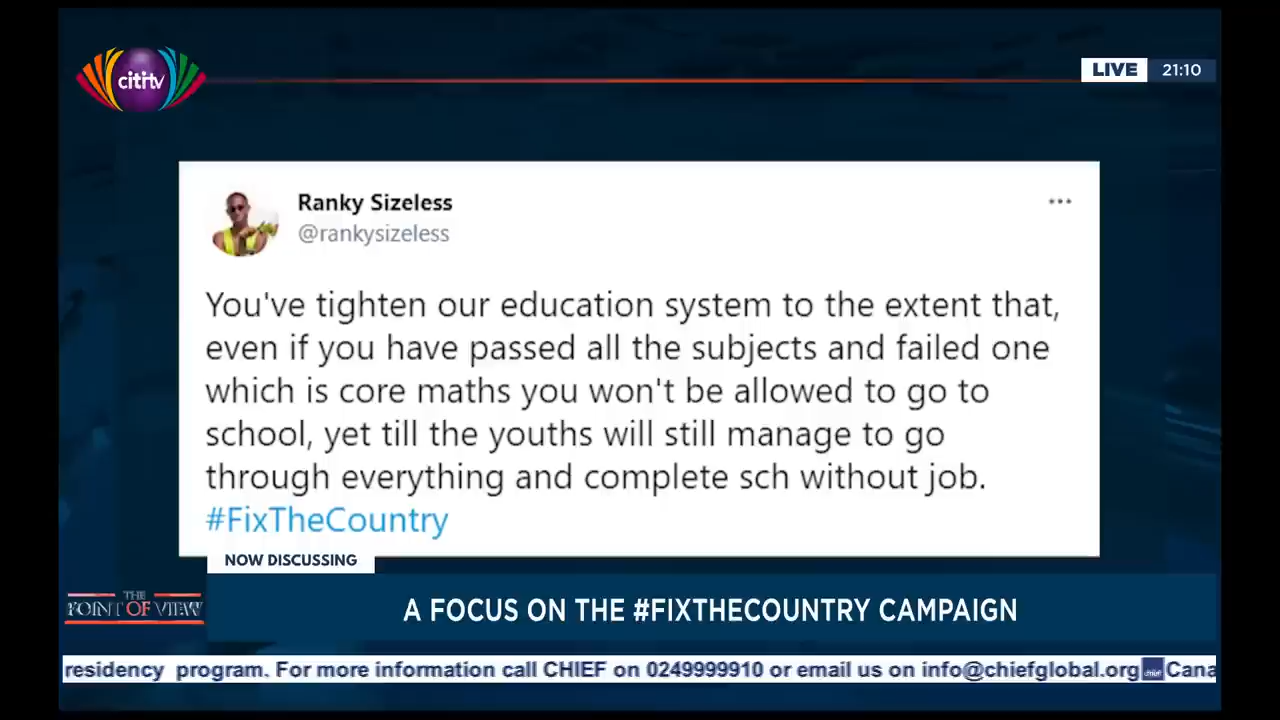 citi tv
LIVE 21:10
Ranky Sizeless
@rankysizeless
You've tighten our education system to the extent that,
even if you have passed all the subjects and failed one
which is core maths you won't be allowed to go to
school, yet till the youths will still manage to go
through everything and complete sch without job.
#FixTheCountry
NOW DISCUSSING
THE
POINT OF VIEW
A FOCUS ON THE #FIXTHECOUNTRY CAMPAIGN
residency program. For more information call CHIEF on 0249999910 or email us on info@chiefglobal.org chief Cana